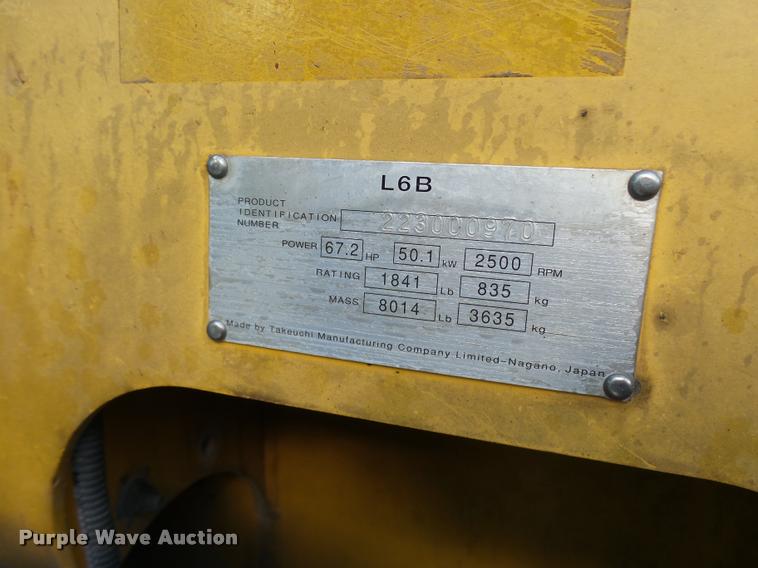 L6B
PRODUCT
IDENTIFICATION 223000970
NUMBER
POWER 67.2 HP 50.1 kW 2500 RPM
RATING 1841 Lb 835 kg
MASS 8014 Lb 3635 kg
Made by Takeuchi Manufacturing Company Limited-Nagano, Japan
Purple Wave Auction